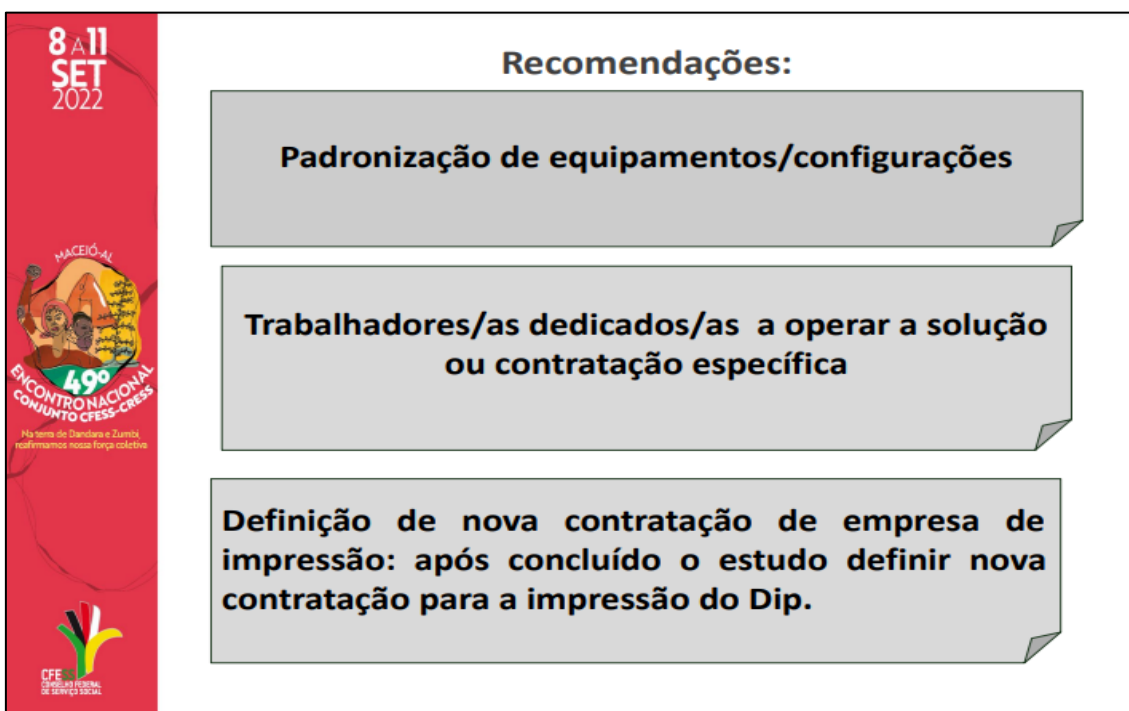 8 A 11
SET
2022
MACEIÓ-AL
49º
ENCONTRO NACIONAL
CONJUNTO CFESS-CRESS
Na terra de Dandara e Zumbi,
reafirmamos nossa força coletiva
CFESS
CONSELHO FEDERAL
DE SERVIÇO SOCIAL
Recomendações:
Padronização de equipamentos/configurações
Trabalhadores/as dedicados/as a operar a solução
ou contratação específica
Definição de nova contratação de empresa de
impressão: após concluído o estudo definir nova
contratação para a impressão do Dip.